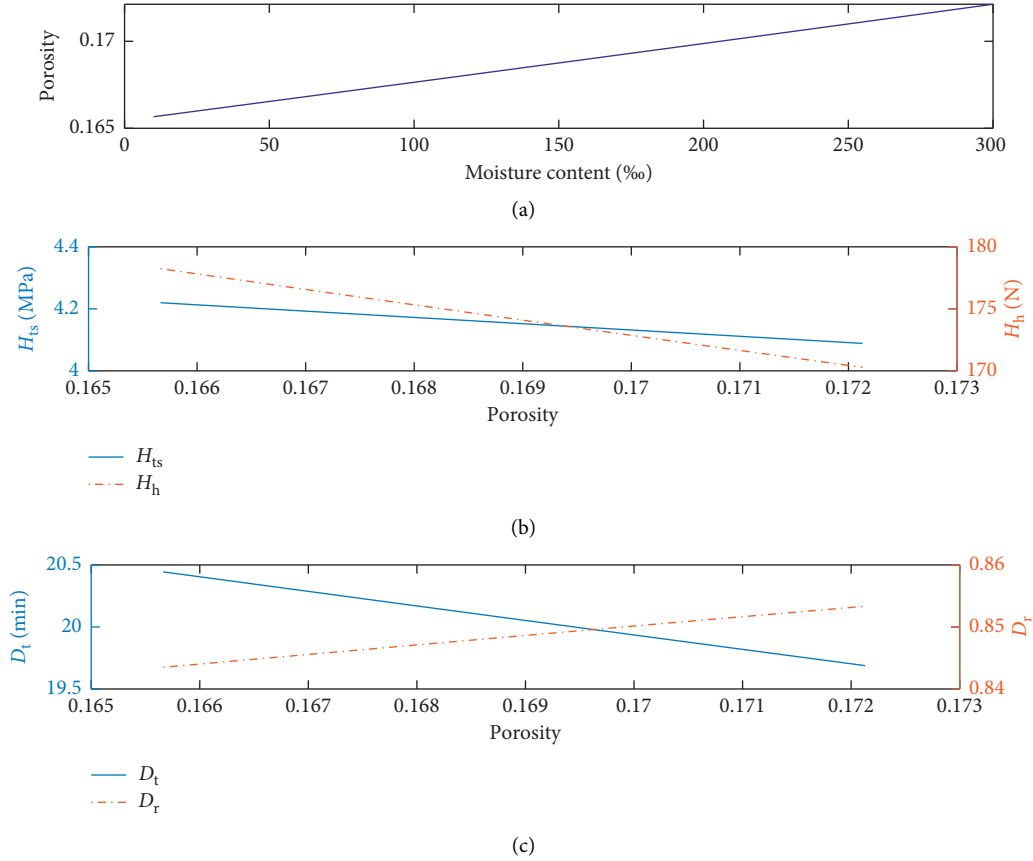 0.17
Porosity
0.165
0 50 100 150 200 250 300
Moisture content (‰)
(a)
4.4 180
H_ts (MPa) 4.2 175 H_h (N)
4 170
0.165 0.166 0.167 0.168 0.169 0.17 0.171 0.172 0.173
Porosity
H_ts
H_h
(b)
20.5 0.86
D_t (min) 20 0.85 D_r
19.5 0.84
0.165 0.166 0.167 0.168 0.169 0.17 0.171 0.172 0.173
Porosity
D_t
D_r
(c)